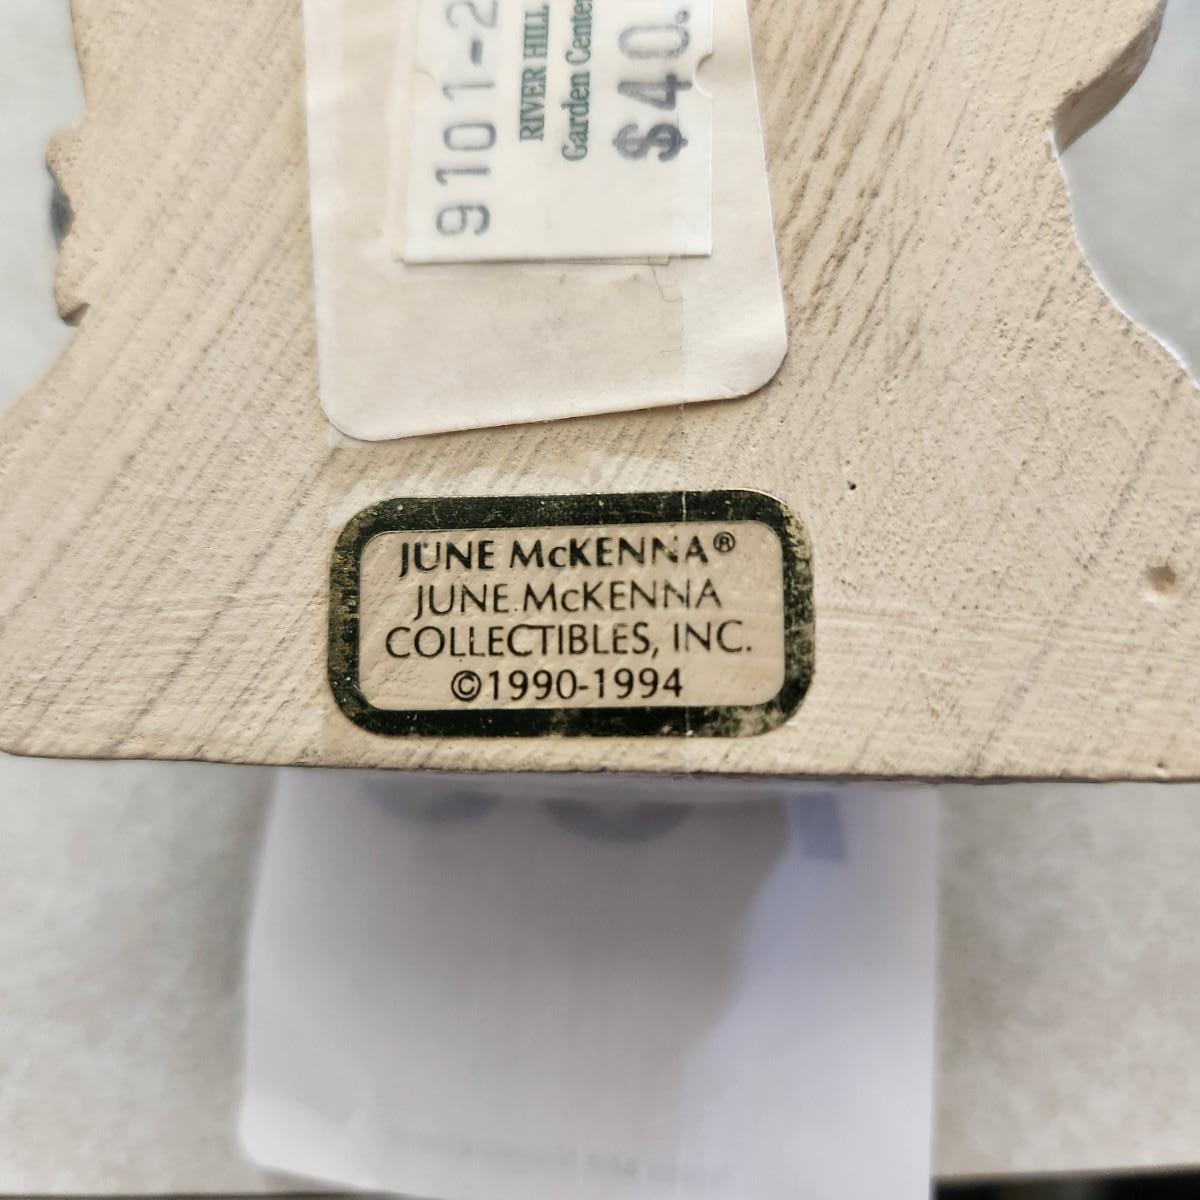 9101-2
RIVER HILL
Garden Center
$40.
JUNE McKENNA®
JUNE McKENNA
COLLECTIBLES, INC.
©1990-1994